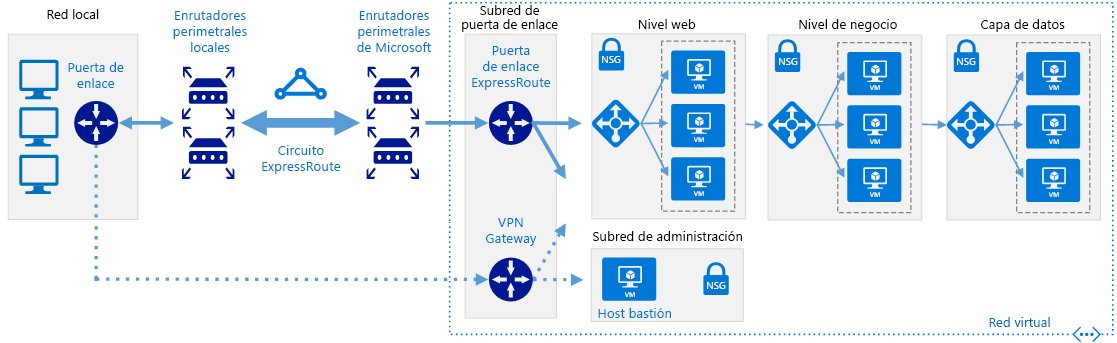 Red local
Puerta de
enlace
Enrutadores
perimetrales
locales
Circuito
ExpressRoute
Enrutadores
perimetrales
de Microsoft
Subred de
puerta de enlace
Puerta
de enlace
ExpressRoute
VPN
Gateway
Nivel web
NSG
VM
VM
VM
Nivel de negocio
NSG
VM
VM
VM
Capa de datos
NSG
VM
VM
VM
Subred de administración
VM
NSG
Host bastión
Red virtual